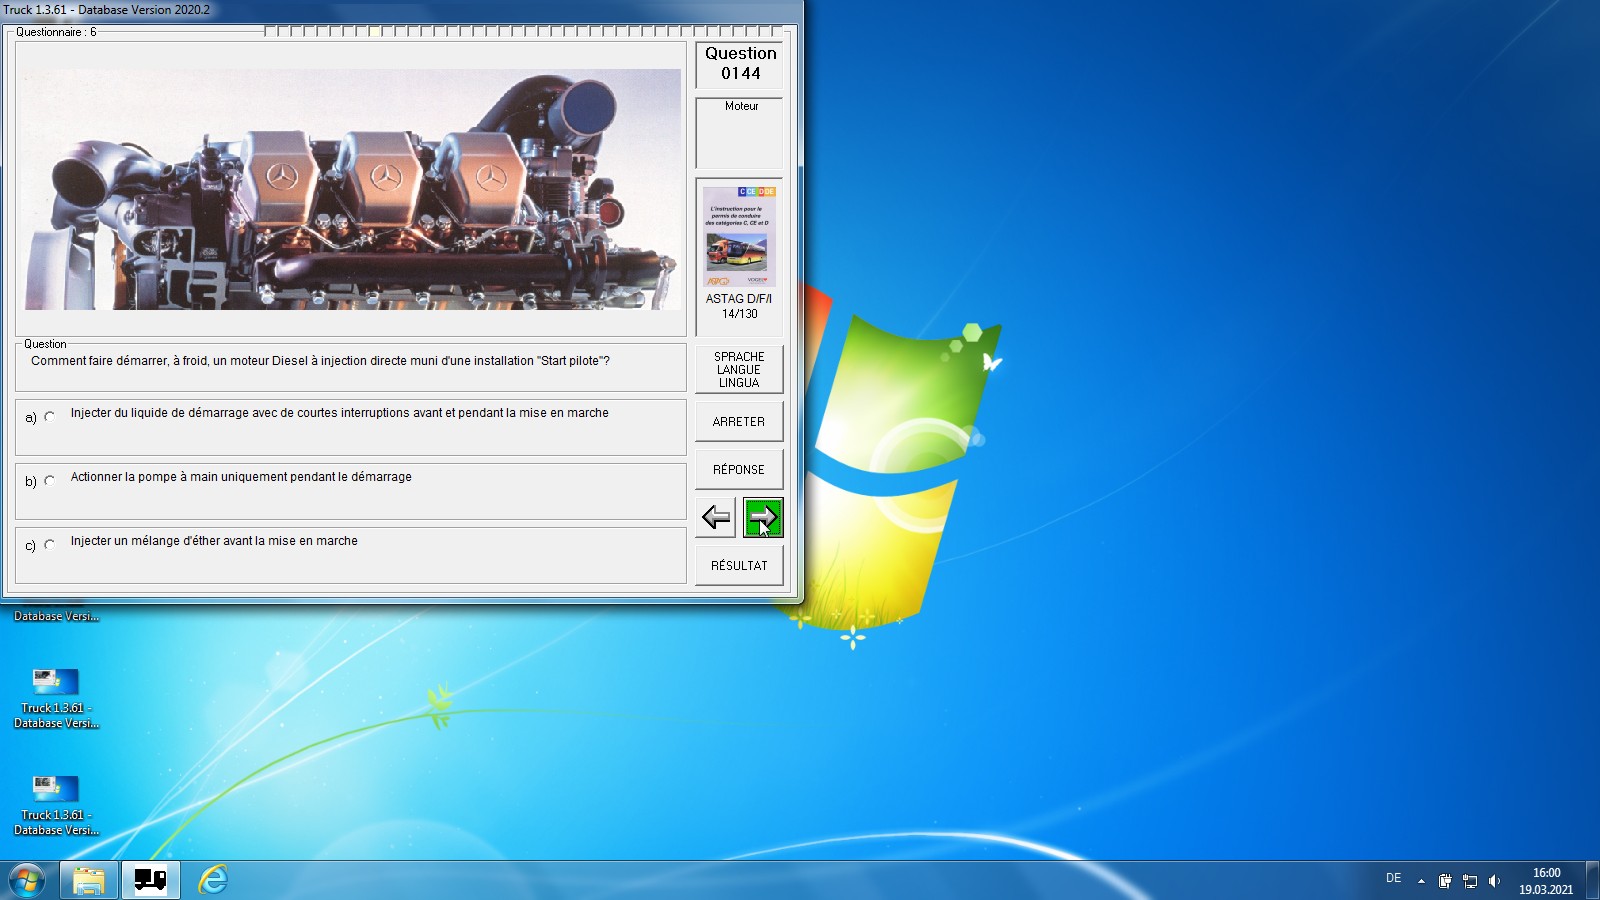 Truck 1.3.61 - Database Version 2020.2
Questionnaire : 6
Question
0144
Moteur
C CE D DE
L'instruction pour le
permis de conduire
des catégories C, CE et D
ASTAG D/F/I
14/130
Question
Comment faire démarrer, à froid, un moteur Diesel à injection directe muni d'une installation "Start pilote"?
a) Injecter du liquide de démarrage avec de courtes interruptions avant et pendant la mise en marche
b) Actionner la pompe à main uniquement pendant le démarrage
c) Injecter un mélange d'éther avant la mise en marche
SPRACHE
LANGUE
LINGUA
ARRETER
RÉPONSE
RÉSULTAT
Database Versi...
Truck 1.3.61 -
Database Versi...
Truck 1.3.61 -
Database Versi...
DE
16:00
19.03.2021